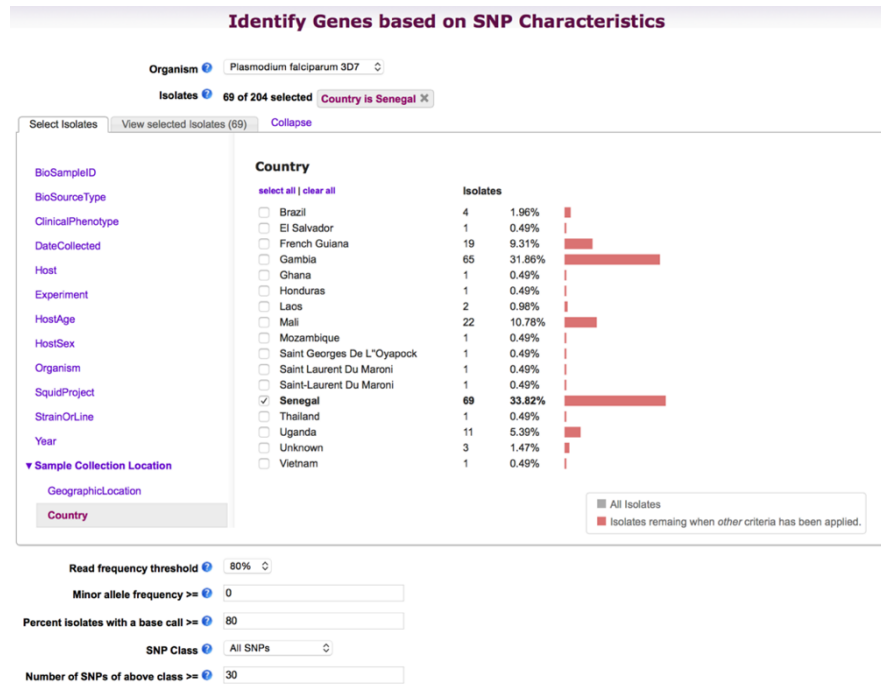 Identify Genes based on SNP Characteristics
Organism ? Plasmodium falciparum 3D7
Isolates ? 69 of 204 selected Country is Senegal ✖
Select Isolates View selected Isolates (69) Collapse
BioSampleID
BioSourceType
ClinicalPhenotype
DateCollected
Host
Experiment
HostAge
HostSex
Organism
SquidProject
StrainOrLine
Year
▼ Sample Collection Location
GeographicLocation
Country
Country
select all | clear all Isolates
Brazil 4 1.96%
El Salvador 1 0.49%
French Guiana 19 9.31%
Gambia 65 31.86%
Ghana 1 0.49%
Honduras 1 0.49%
Laos 2 0.98%
Mali 22 10.78%
Mozambique 1 0.49%
Saint Georges De L"Oyapock 1 0.49%
Saint Laurent Du Maroni 1 0.49%
Saint-Laurent Du Maroni 1 0.49%
Senegal 69 33.82%
Thailand 1 0.49%
Uganda 11 5.39%
Unknown 3 1.47%
Vietnam 1 0.49%
All Isolates
Isolates remaing when other criteria has been applied.
Read frequency threshold ? 80%
Minor allele frequency >= ? 0
Percent isolates with a base call >= ? 80
SNP Class ? All SNPs
Number of SNPs of above class >= ? 30